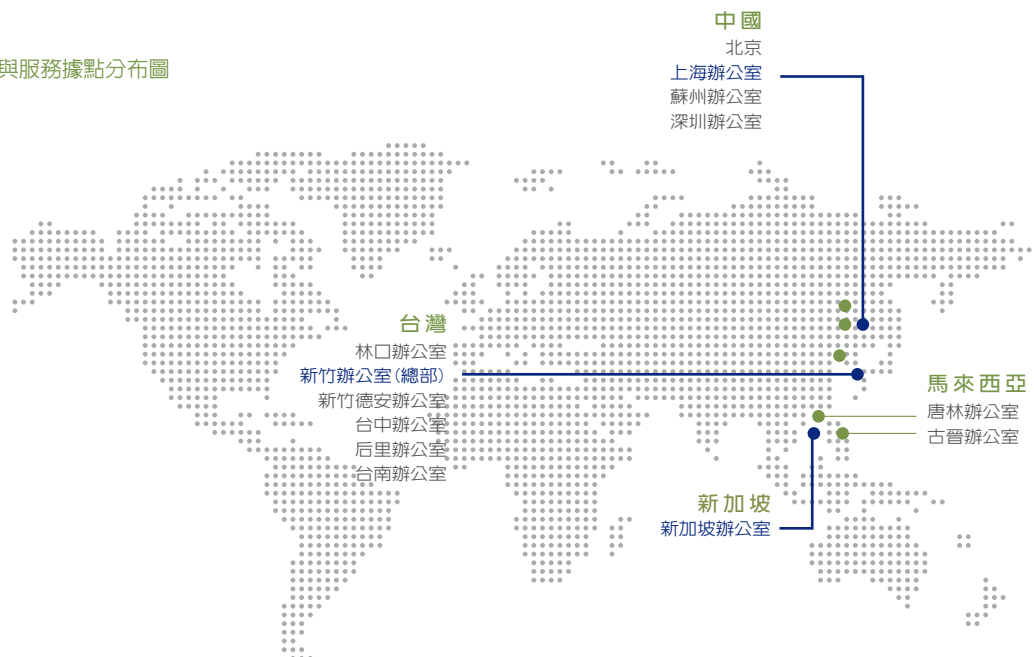 與服務據點分布圖
中國
北京
上海辦公室
蘇州辦公室
深圳辦公室
台灣
林口辦公室
新竹辦公室(總部)
新竹德安辦公室
台中辦公室
后里辦公室
台南辦公室
馬來西亞
唐林辦公室
古晉辦公室
新加坡
新加坡辦公室